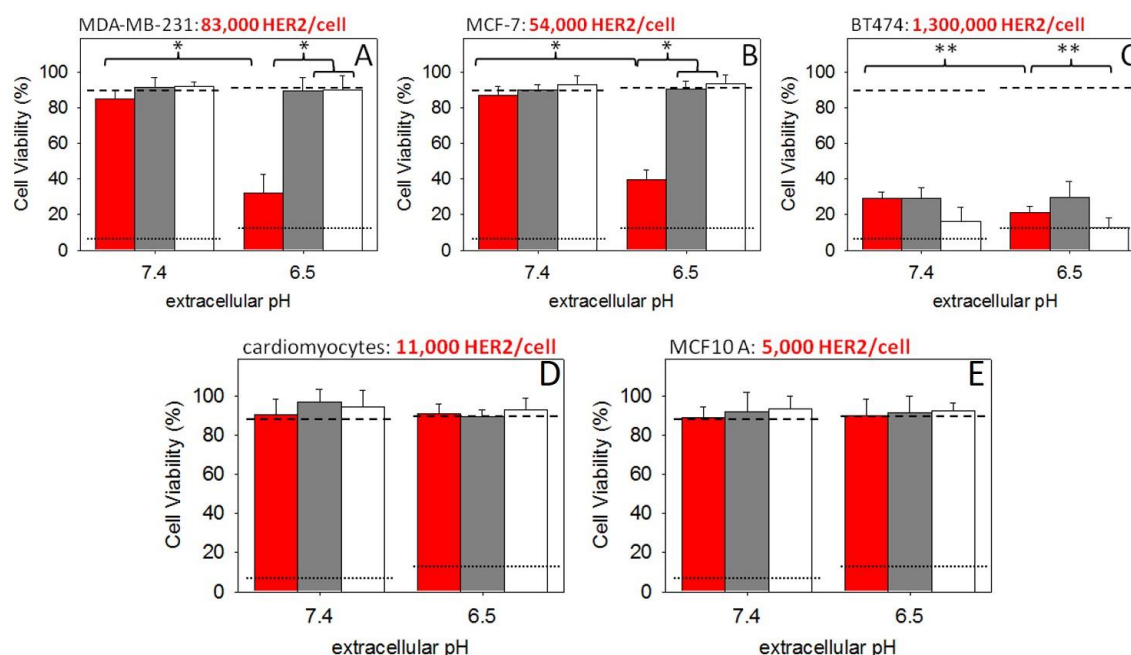 MDA-MB-231: 83,000 HER2/cell
A
* *
Cell Viability (%)
100
80
60
40
20
0
7.4 6.5
extracellular pH
MCF-7: 54,000 HER2/cell
B
* *
Cell Viability (%)
100
80
60
40
20
0
7.4 6.5
extracellular pH
BT474: 1,300,000 HER2/cell
C
** **
Cell Viability (%)
100
80
60
40
20
0
7.4 6.5
extracellular pH
cardiomyocytes: 11,000 HER2/cell
D
Cell Viability (%)
100
80
60
40
20
0
7.4 6.5
extracellular pH
MCF10 A: 5,000 HER2/cell
E
Cell Viability (%)
100
80
60
40
20
0
7.4 6.5
extracellular pH